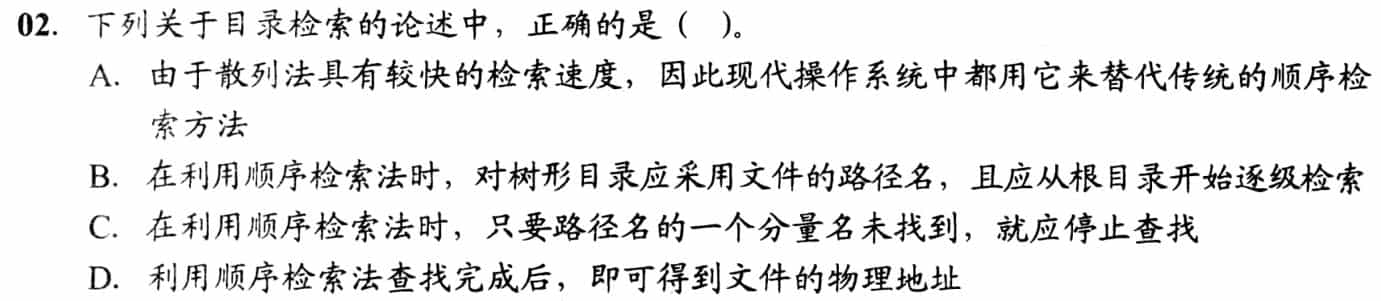 02. 下列关于目录检索的论述中，正确的是（　）。
A. 由于散列法具有较快的检索速度，因此现代操作系统中都用它来替代传统的顺序检
索方法
B. 在利用顺序检索法时，对树形目录应采用文件的路径名，且应从根目录开始逐级检索
C. 在利用顺序检索法时，只要路径名的一个分量名未找到，就应停止查找
D. 利用顺序检索法查找完成后，即可得到文件的物理地址